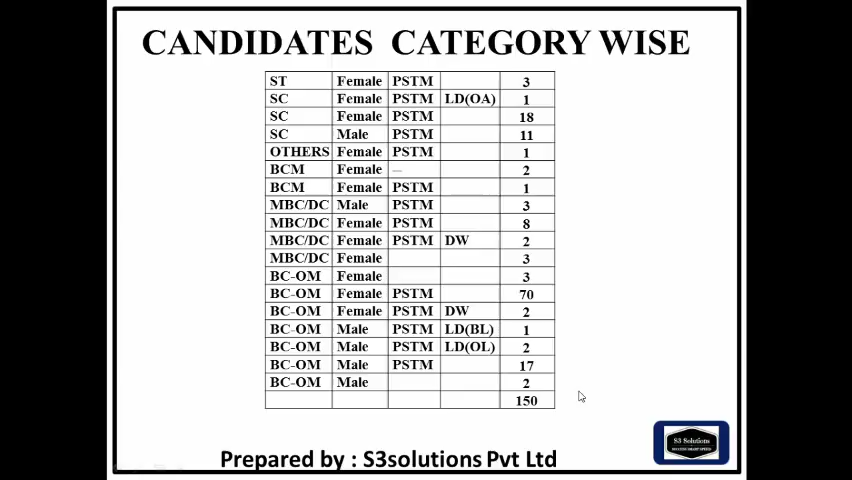 CANDIDATES CATEGORY WISE
ST Female PSTM 3
SC Female PSTM LD(OA) 1
SC Female PSTM 18
SC Male PSTM 11
OTHERS Female PSTM 1
BCM Female — 2
BCM Female PSTM 1
MBC/DC Male PSTM 3
MBC/DC Female PSTM 8
MBC/DC Female PSTM DW 2
MBC/DC Female 3
BC-OM Female 3
BC-OM Female PSTM 70
BC-OM Female PSTM DW 2
BC-OM Male PSTM LD(BL) 1
BC-OM Male PSTM LD(OL) 2
BC-OM Male PSTM 17
BC-OM Male 2
150
S3 Solutions
Prepared by : S3solutions Pvt Ltd